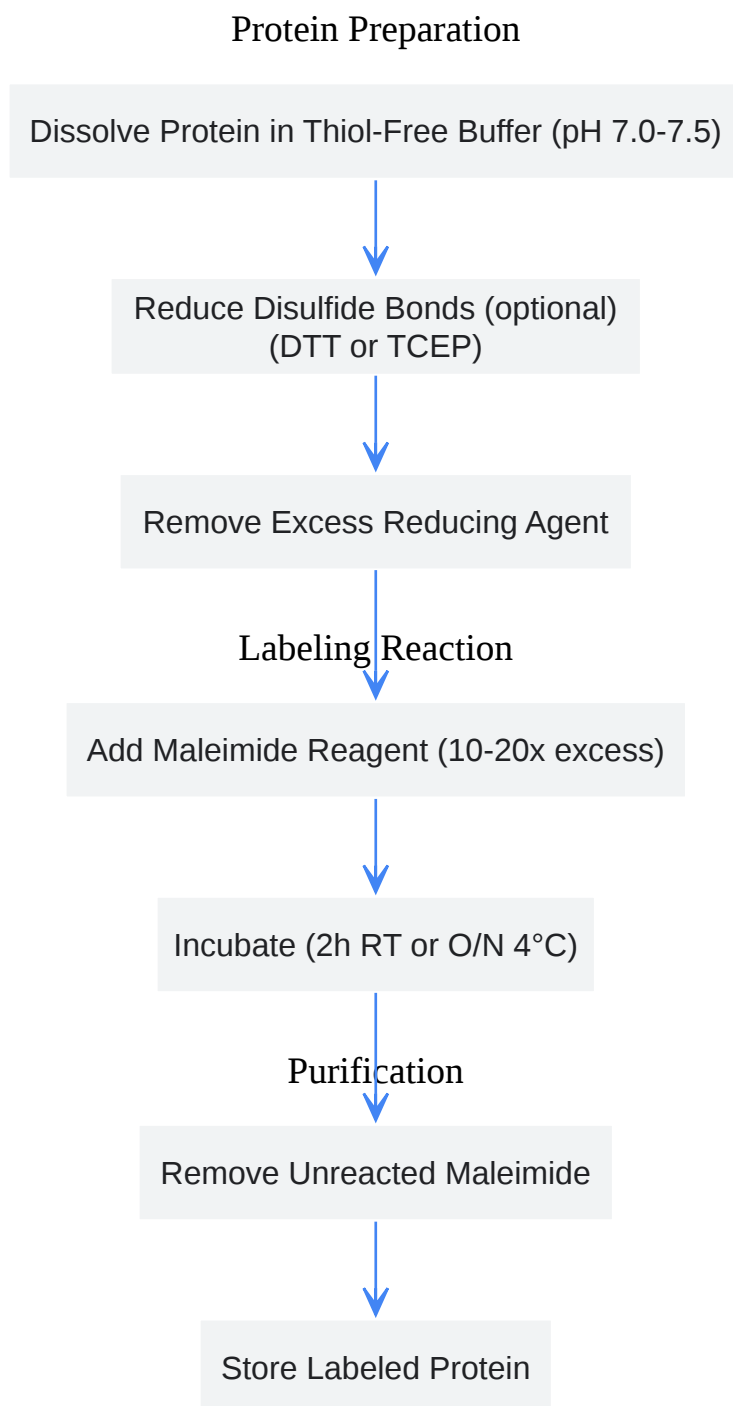 Protein Preparation
Dissolve Protein in Thiol-Free Buffer (pH 7.0-7.5)
Reduce Disulfide Bonds (optional)
(DTT or TCEP)
Remove Excess Reducing Agent
Labeling Reaction
Add Maleimide Reagent (10-20x excess)
Incubate (2h RT or O/N 4°C)
Purification
Remove Unreacted Maleimide
Store Labeled Protein